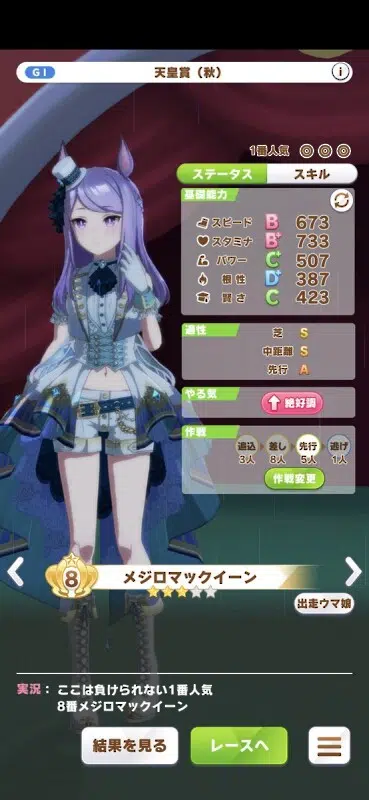 GⅠ 天皇賞（秋） i
1番人気 ◎◎◎
ステータス スキル
基礎能力
スピード B 673
スタミナ B+ 733
パワー C+ 507
根性 D+ 387
賢さ C 423
適性
芝 S
中距離 S
先行 A
やる気
絶好調
作戦
追込 差し 先行 逃げ
3人 8人 5人 1人
作戦変更
8 メジロマックイーン
出走ウマ娘
実況： ここは負けられない1番人気
8番メジロマックイーン
結果を見る レースへ